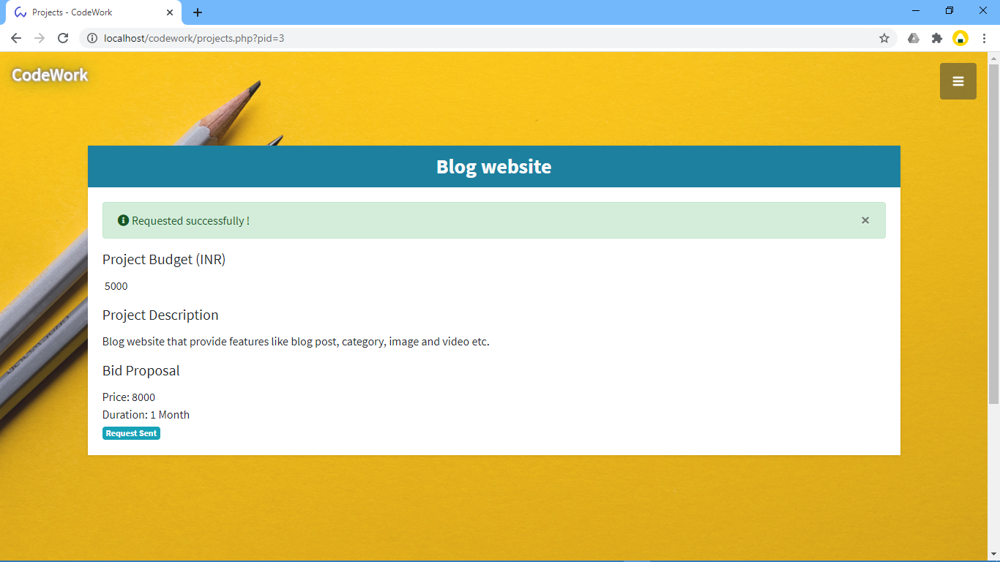 Projects - CodeWork
localhost/codework/projects.php?pid=3
CodeWork
Blog website
Requested successfully !
Project Budget (INR)
5000
Project Description
Blog website that provide features like blog post, category, image and video etc.
Bid Proposal
Price: 8000
Duration: 1 Month
Request Sent